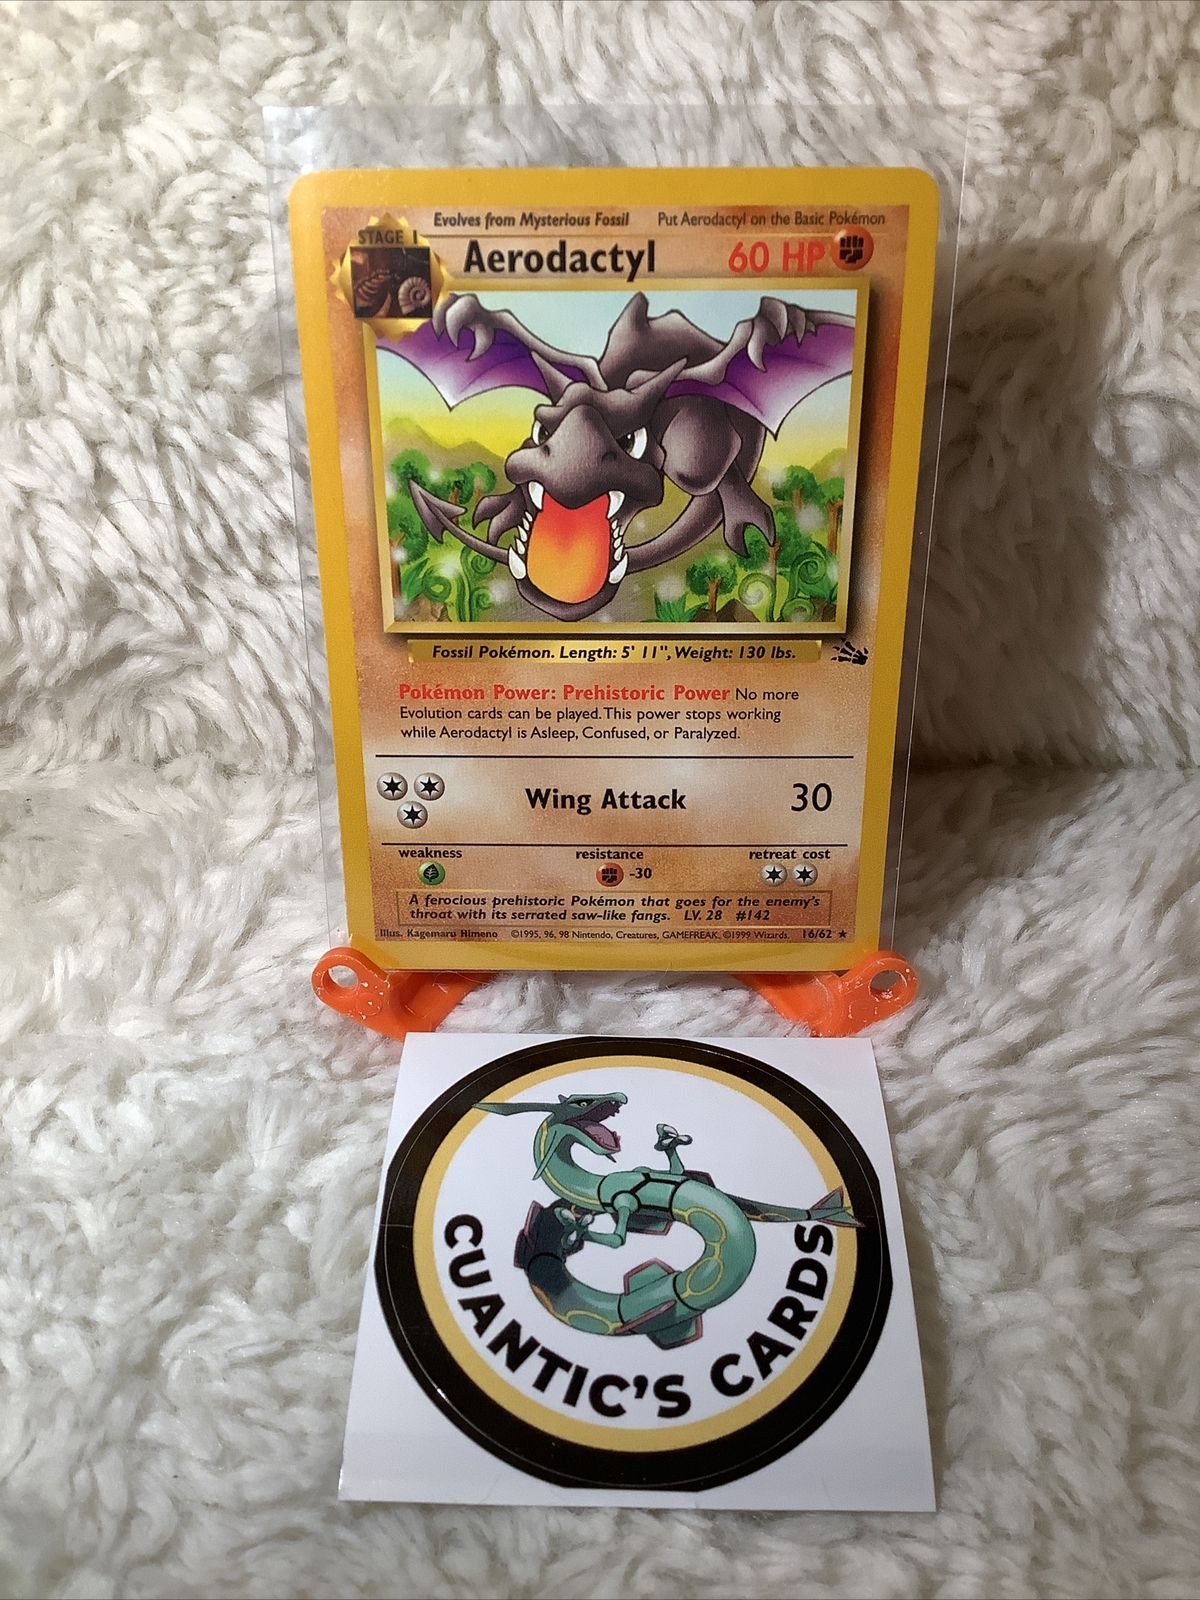 Evolves from Mysterious Fossil Put Aerodactyl on the Basic Pokémon
STAGE 1
Aerodactyl 60 HP
Fossil Pokémon. Length: 5' 11", Weight: 130 lbs.
Pokémon Power: Prehistoric Power No more
Evolution cards can be played. This power stops working
while Aerodactyl is Asleep, Confused, or Paralyzed.
Wing Attack 30
weakness resistance retreat cost
-30
A ferocious prehistoric Pokémon that goes for the enemy's
throat with its serrated saw-like fangs. LV. 28 #142
Illus. Kagemaru Himeno ©1995, 96, 98 Nintendo, Creatures, GAMEFREAK. ©1999 Wizards. 16/62 ★
CUANTIC'S CARDS